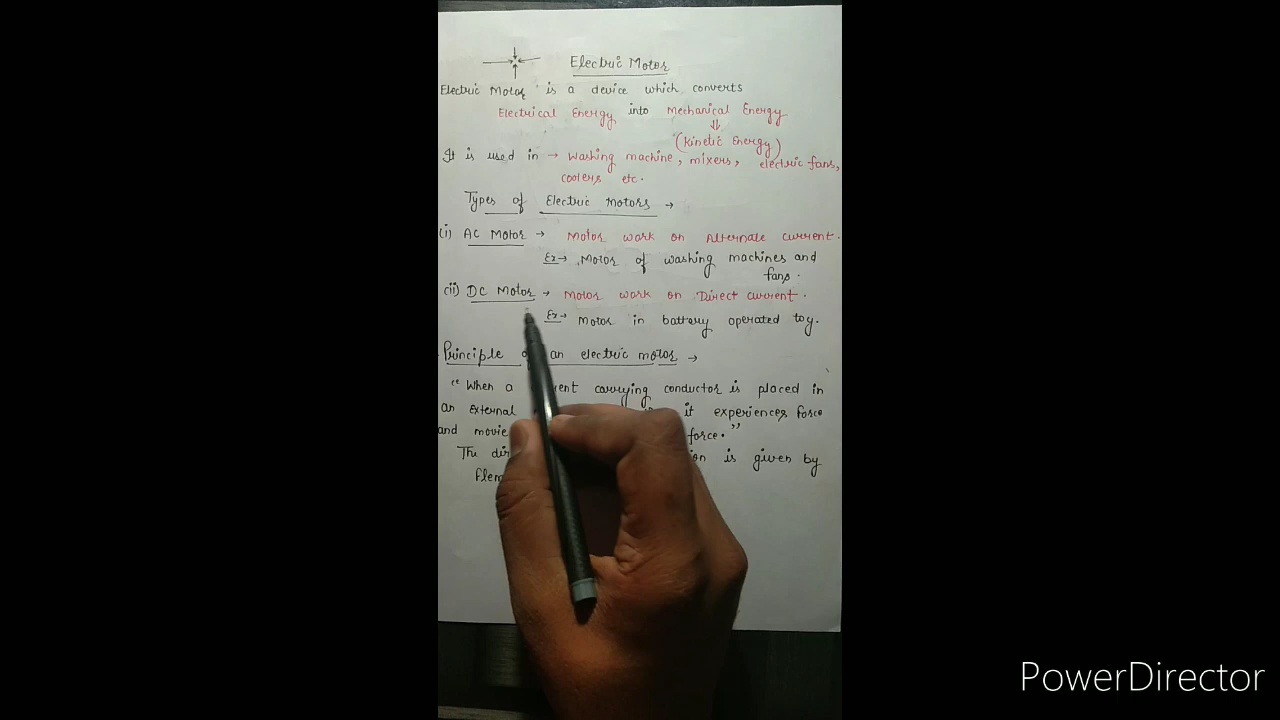 Electric Motor
Electric Motor is a device which converts
Electrical Energy into Mechanical Energy
⇓
(Kinetic Energy)
It is used in → Washing machine, mixers, electric fans,
coolers etc.
Types of Electric Motors →
(i) AC Motor → Motor work on Alternate current.
Ex→ Motor of washing machines and
fans.
(ii) DC Motor → Motor work on Direct current.
Ex→ Motor in battery operated toy.
Principle an electric motor →
"When a carrying conductor is placed in
an external it experiences force
and movie force."
The is given by
PowerDirector